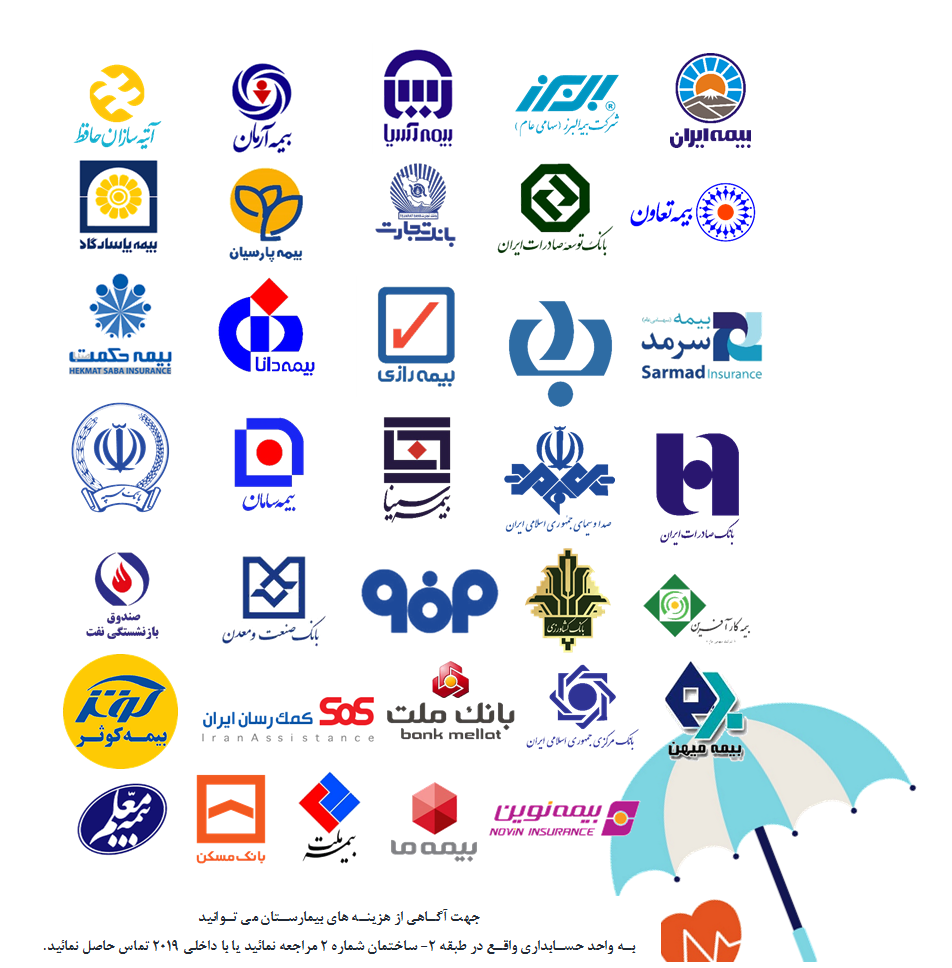 بیمه ایران
البرز®
شرکت بیمه البرز (سهامی عام)
بیمه آسیا
بیمه آرمان
آتیه سازان حافظ
بیمه تعاون
بانک توسعه صادرات ایران
بانک تجارت
بیمه پارسیان
بیمه پاسارگاد
بیمه (سهامی عام)
سرمد
Sarmad Insurance
بیمه رازی
بیمه دانا
بیمه حکمت صبا
HEKMAT SABA INSURANCE
بانک صادرات ایران
صدا و سیمای جمهوری اسلامی ایران
بیمه سینا
بیمه سامان
بانک سپه
بیمه کارآفرین
بانک کشاورزی
بانک صنعت و معدن
صندوق
بازنشستگی نفت
بیمه میهن
بانک مرکزی جمهوری اسلامی ایران
بانک ملت
bank mellat
SOS کمک رسان ایران
IranAssistance
کوثر
بیمه کوثر
بیمه نوین
NOVIN INSURANCE
بیمه ما
بیمه ملت
بانک مسکن
بیمه معلم
جهت آگاهی از هزینه های بیمارستان می توانید
به واحد حسابداری واقع در طبقه ۲- ساختمان شماره ۲ مراجعه نمائید یا با داخلی ۲۰۱۹ تماس حاصل نمائید.